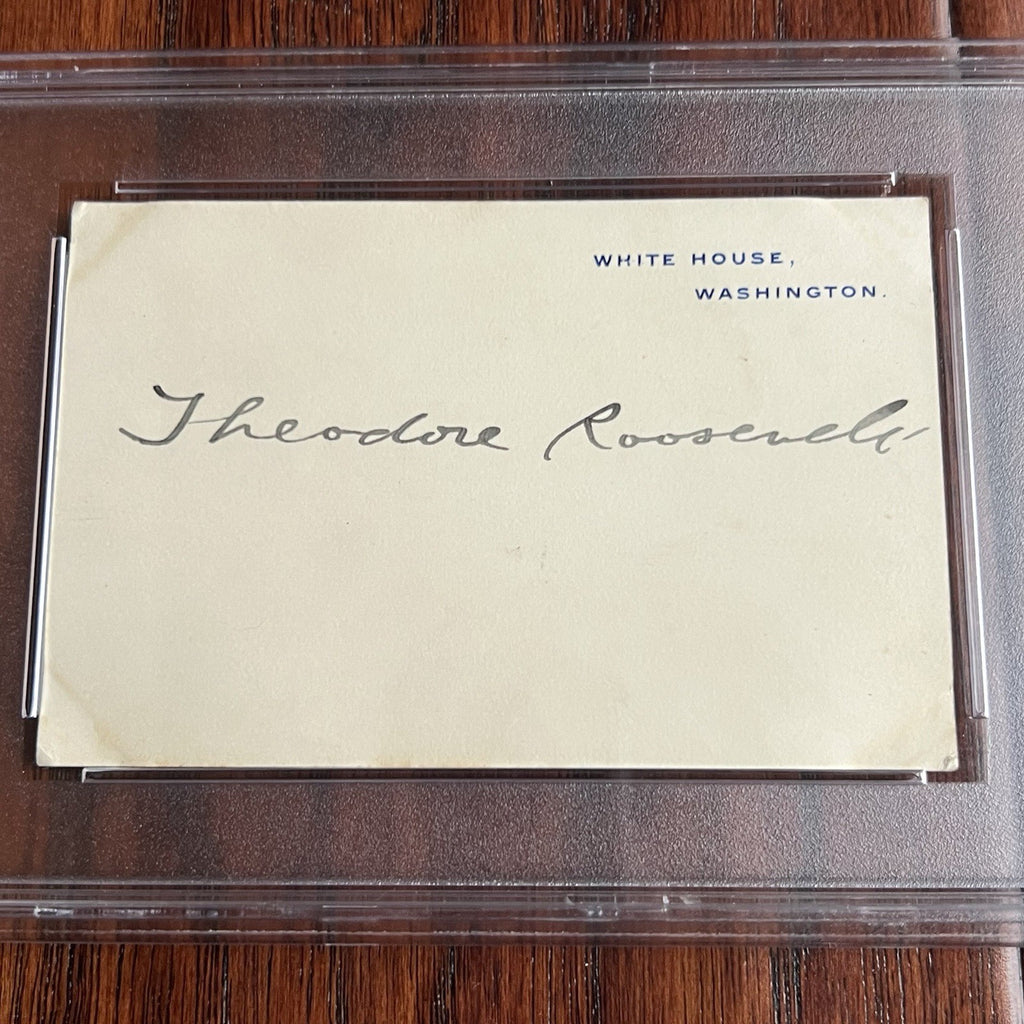 WHITE HOUSE,
WASHINGTON.
Theodore Roosevelt